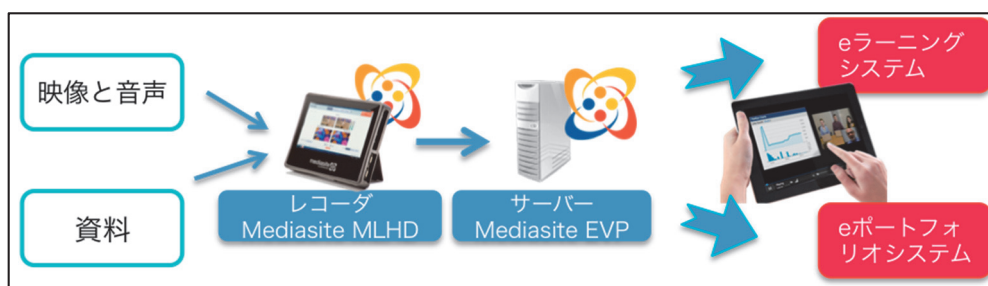 映像と音声
資料
レコーダ
Mediasite MLHD
サーバー
Mediasite EVP
eラーニング
システム
eポートフォ
リオシステム
mediasite